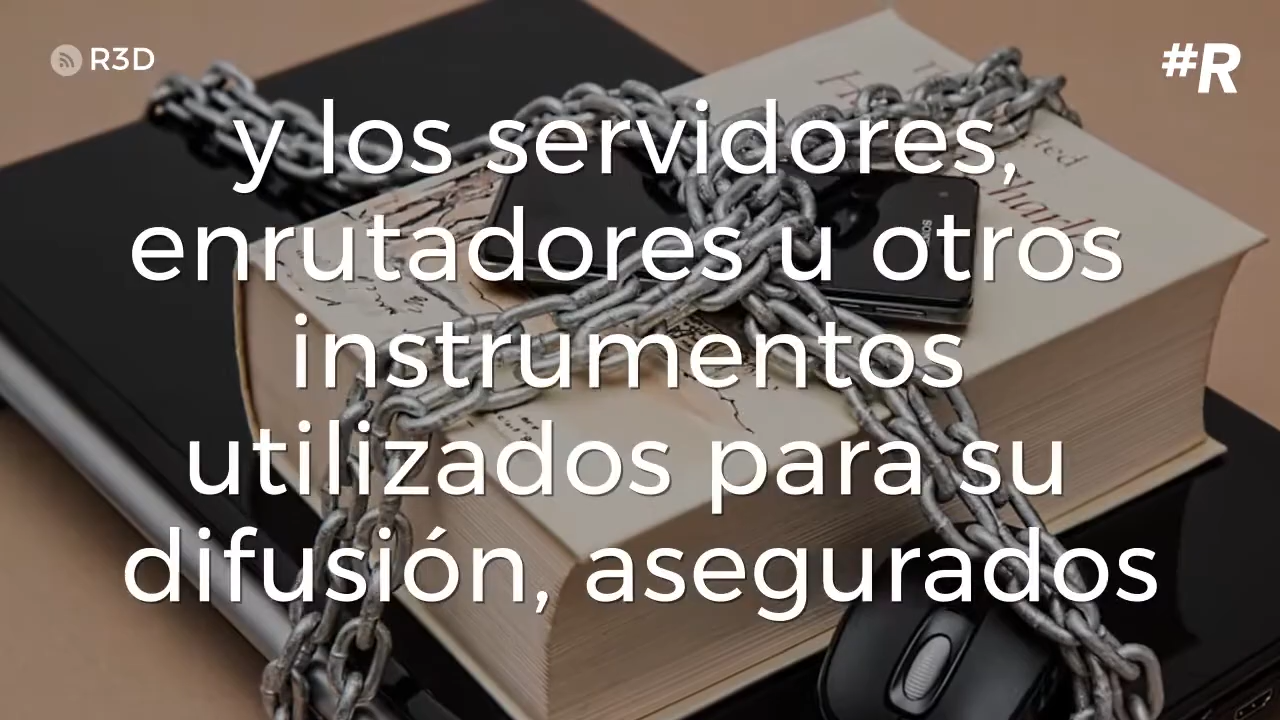 R3D
#R
y los servidores,
enrutadores u otros
instrumentos
utilizados para su
difusión, asegurados